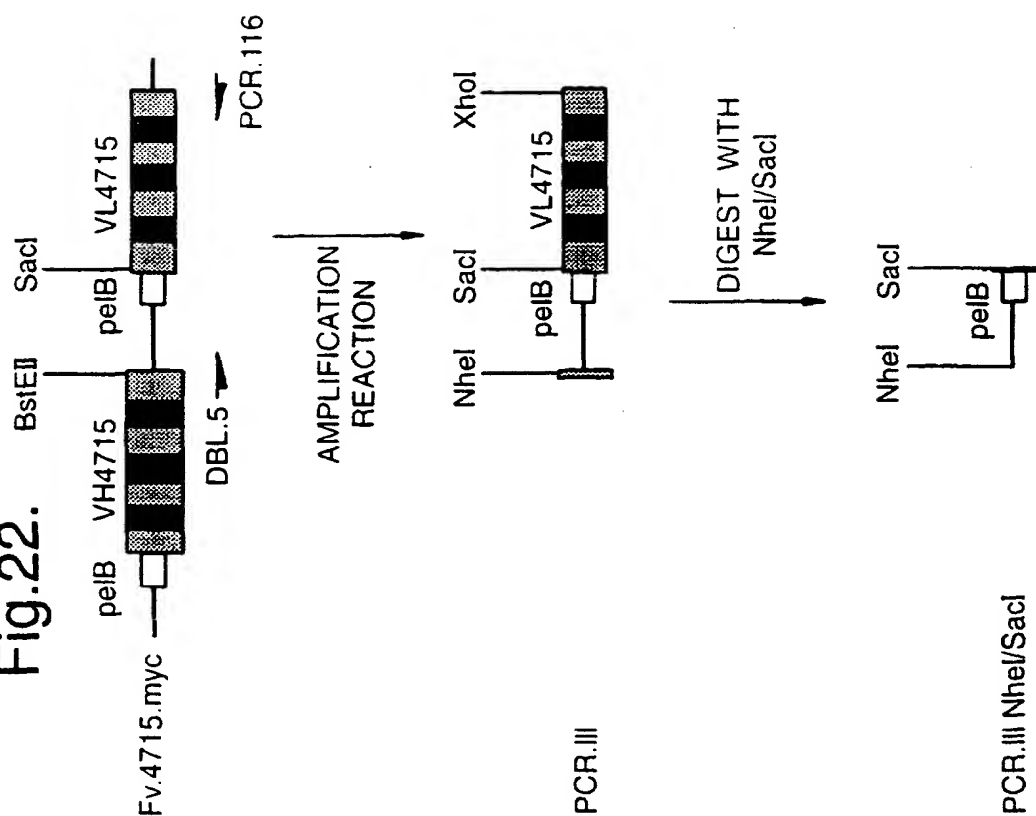 Fig.22.
BstEII
SacI
pelB
VH4715
pelB
VL4715
Fv.4715.myc
DBL.5
PCR.116
AMPLIFICATION
REACTION
NheI
SacI
XhoI
pelB
VL4715
PCR.III
DIGEST WITH
NheI/SacI
NheI
SacI
pelB
PCR.III NheI/SacI